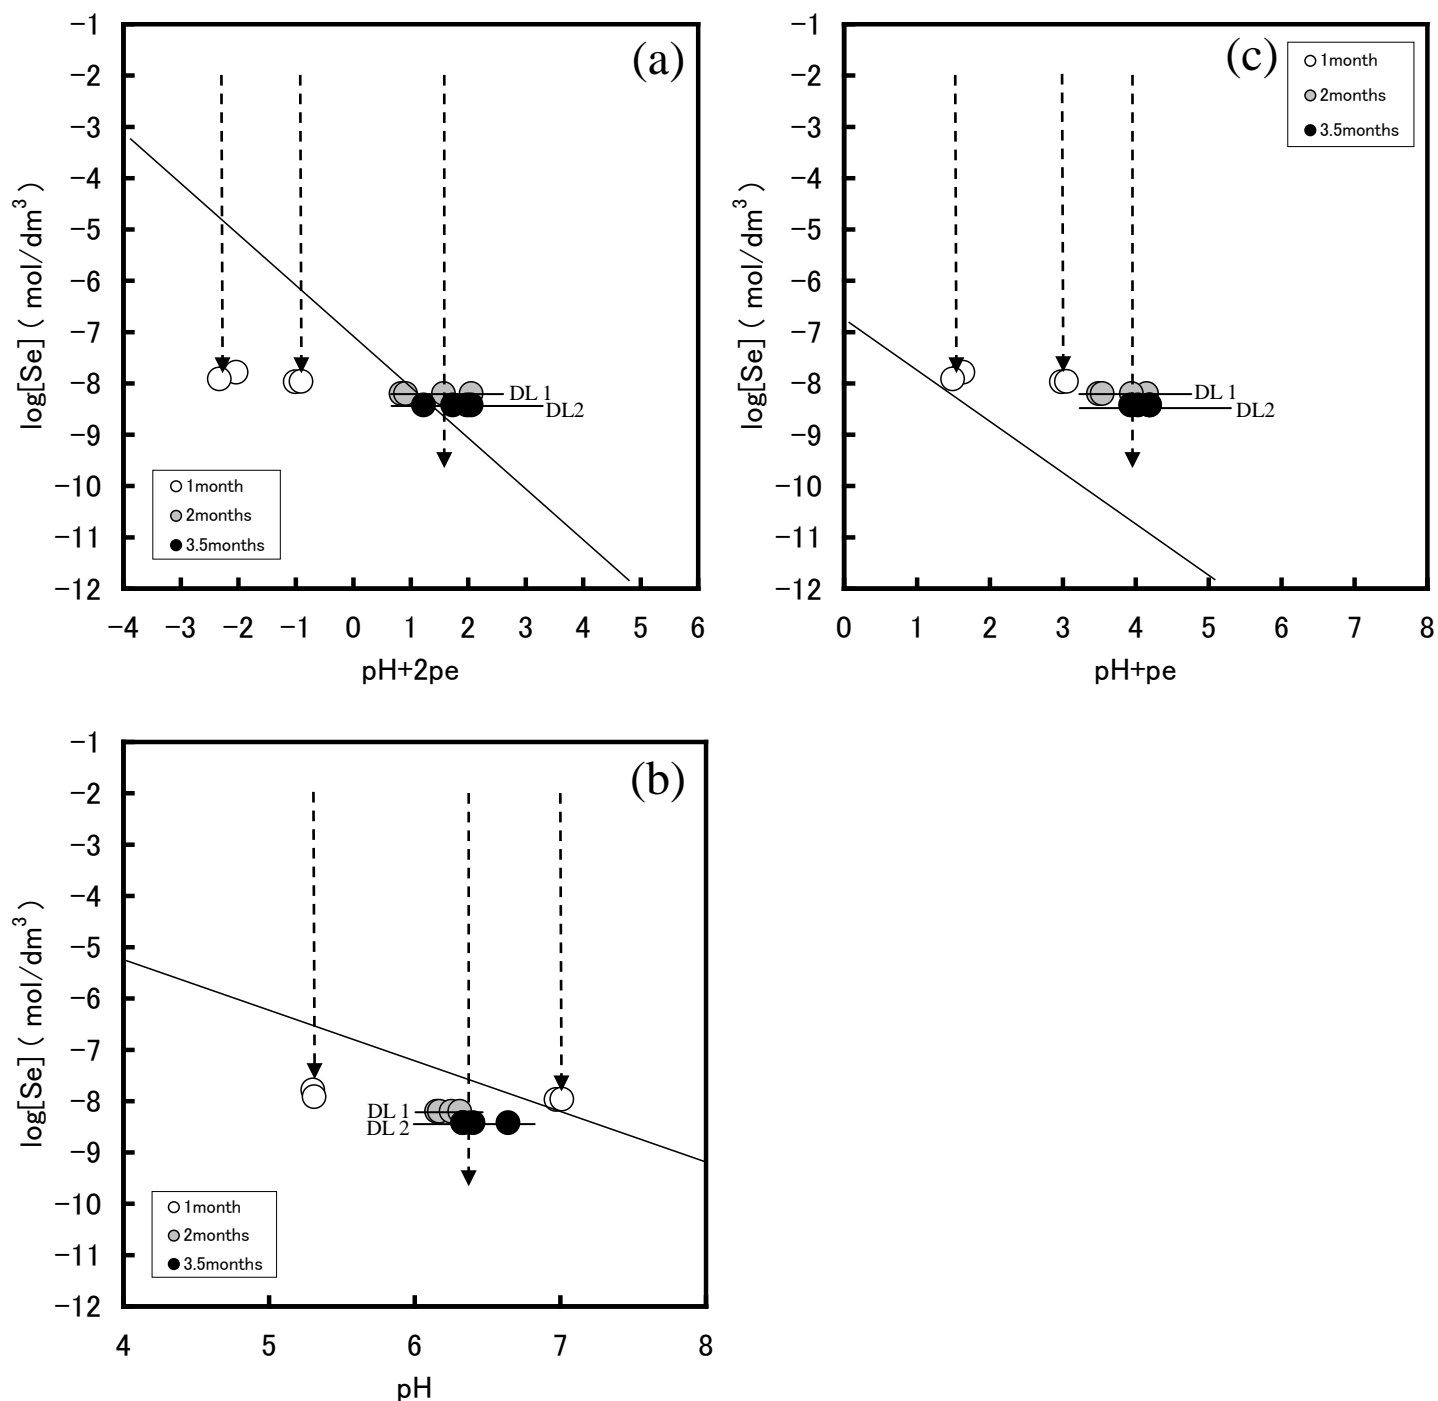 (a)
log[Se] ( mol/dm³ )
−1
−2
−3
−4
−5
−6
−7
−8
−9
−10
−11
−12
DL 1
DL2
1month
2months
3.5months
−4 −3 −2 −1 0 1 2 3 4 5 6
pH+2pe
(c)
1month
2months
3.5months
log[Se] ( mol/dm³ )
−1
−2
−3
−4
−5
−6
−7
−8
−9
−10
−11
−12
DL 1
DL2
0 1 2 3 4 5 6 7 8
pH+pe
(b)
log[Se] ( mol/dm³ )
−1
−2
−3
−4
−5
−6
−7
−8
−9
−10
−11
−12
DL 1
DL 2
1month
2months
3.5months
4 5 6 7 8
pH